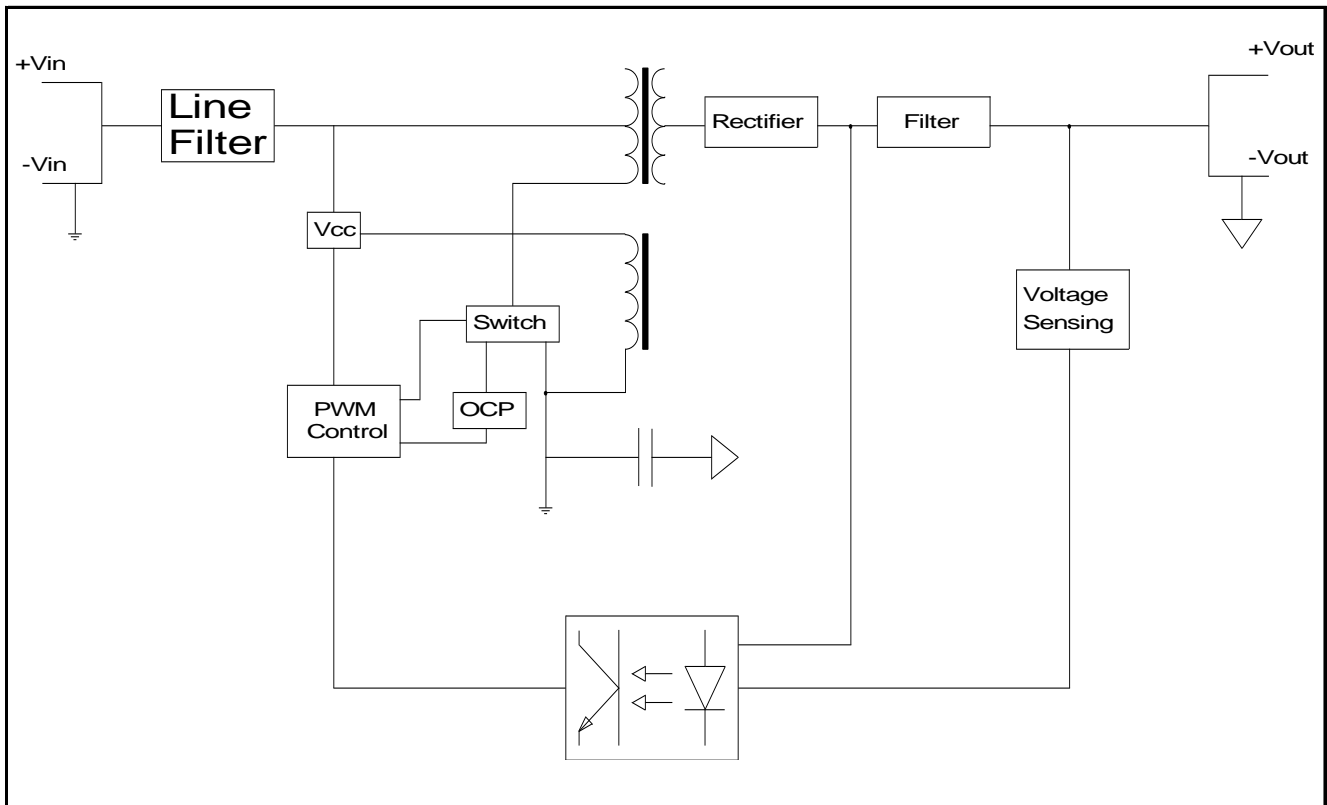 +Vin
+Vout
Line
Filter
Rectifier
Filter
-Vin
-Vout
Vcc
Voltage
Sensing
Switch
PWM
Control
OCP